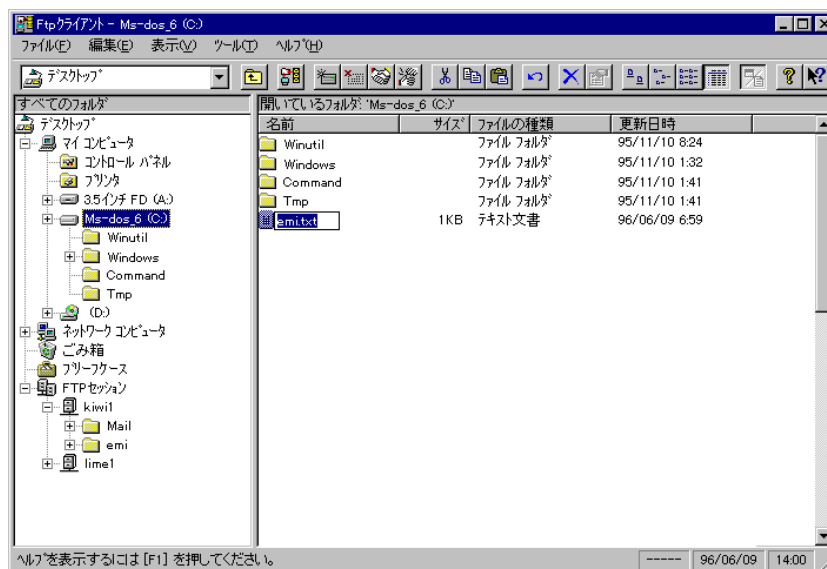 Ftpｸﾗｲｱﾝﾄ - Ms-dos_6 (C:)
ﾌｧｲﾙ(F) 編集(E) 表示(V) ﾂｰﾙ(T) ﾍﾙﾌﾟ(H)
ﾃﾞｽｸﾄｯﾌﾟ
すべてのﾌｫﾙﾀﾞ
開いているﾌｫﾙﾀﾞ: 'Ms-dos_6 (C:)'
名前 ｻｲｽﾞ ﾌｧｲﾙの種類 更新日時
Winutil ﾌｧｲﾙ ﾌｫﾙﾀﾞ 95/11/10 8:24
Windows ﾌｧｲﾙ ﾌｫﾙﾀﾞ 95/11/10 1:32
Command ﾌｧｲﾙ ﾌｫﾙﾀﾞ 95/11/10 1:41
Tmp ﾌｧｲﾙ ﾌｫﾙﾀﾞ 95/11/10 1:41
emi.txt 1KB ﾃｷｽﾄ文書 96/06/09 6:59
ﾃﾞｽｸﾄｯﾌﾟ
ﾏｲ ｺﾝﾋﾟｭｰﾀ
ｺﾝﾄﾛｰﾙ ﾊﾟﾈﾙ
ﾌﾟﾘﾝﾀ
3.5ｲﾝﾁ FD (A:)
Ms-dos_6 (C:)
Winutil
Windows
Command
Tmp
(D:)
ﾈｯﾄﾜｰｸ ｺﾝﾋﾟｭｰﾀ
ごみ箱
ﾌﾞﾘｰﾌｹｰｽ
FTPｾｯｼｮﾝ
kiwi1
Mail
emi
lime1
ﾍﾙﾌﾟを表示するには [F1] を押してください。
----- 96/06/09 14:00